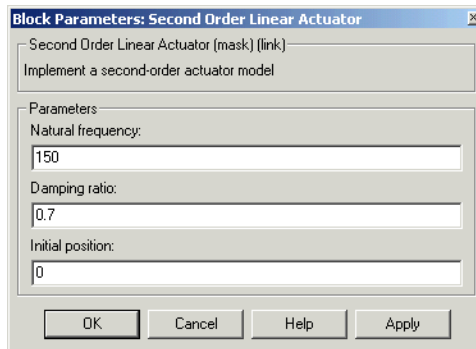 Block Parameters: Second Order Linear Actuator
Second Order Linear Actuator (mask) (link)
Implement a second-order actuator model
Parameters
Natural frequency:
150
Damping ratio:
0.7
Initial position:
0
OK Cancel Help Apply